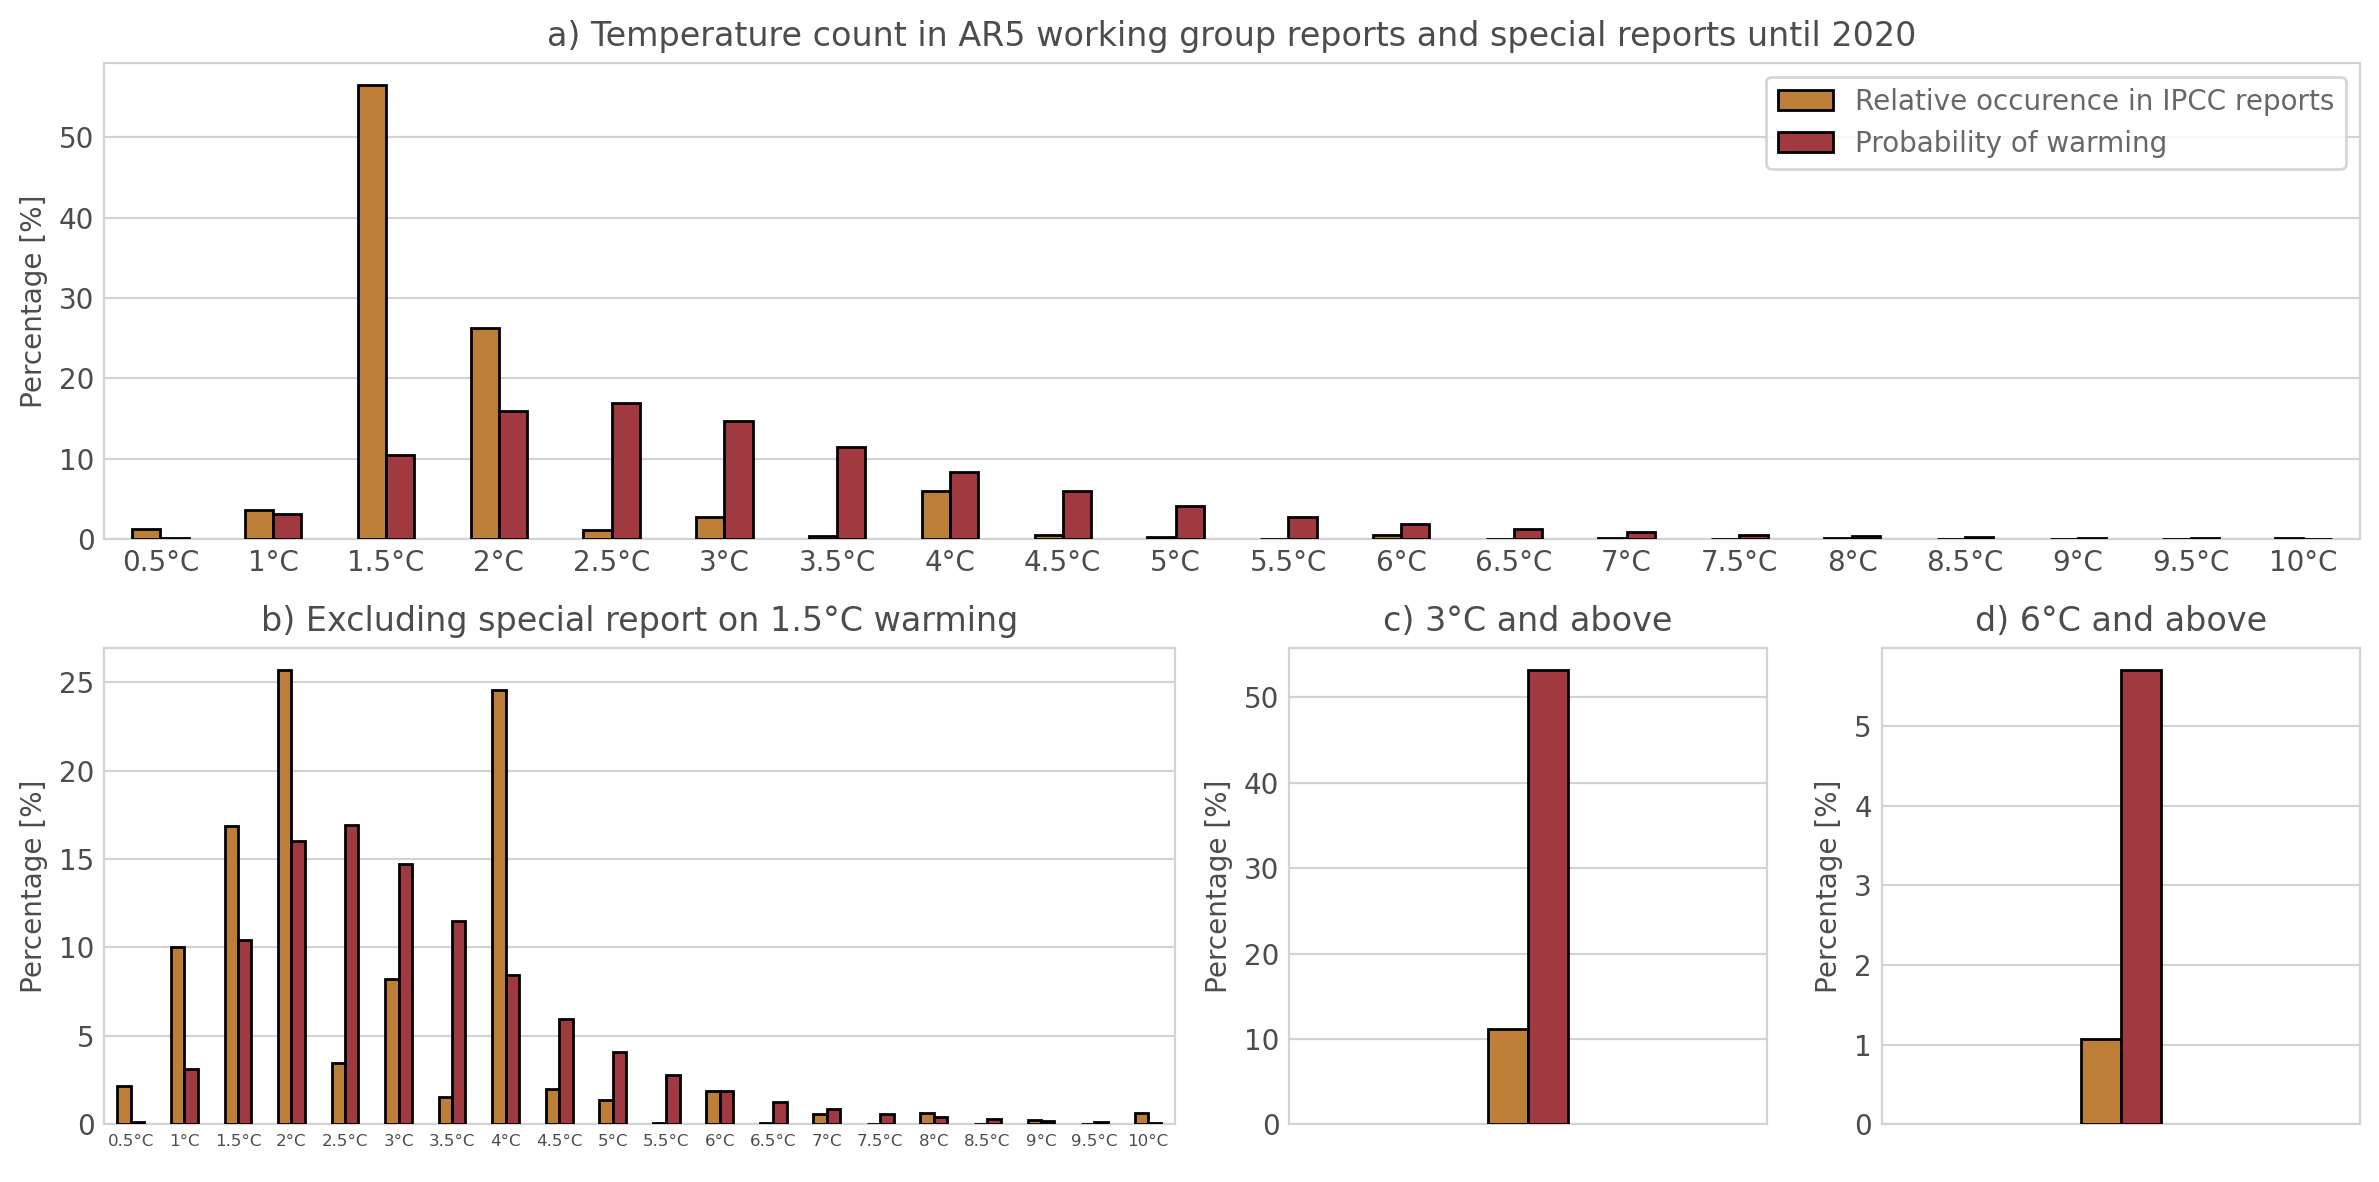 a) Temperature count in AR5 working group reports and special reports until 2020
Relative occurence in IPCC reports
Probability of warming
Percentage [%]
50
40
30
20
10
0
0.5°C 1°C 1.5°C 2°C 2.5°C 3°C 3.5°C 4°C 4.5°C 5°C 5.5°C 6°C 6.5°C 7°C 7.5°C 8°C 8.5°C 9°C 9.5°C 10°C
b) Excluding special report on 1.5°C warming
Percentage [%]
25
20
15
10
5
0
0.5°C 1°C 1.5°C 2°C 2.5°C 3°C 3.5°C 4°C 4.5°C 5°C 5.5°C 6°C 6.5°C 7°C 7.5°C 8°C 8.5°C 9°C 9.5°C 10°C
c) 3°C and above
Percentage [%]
50
40
30
20
10
0
d) 6°C and above
Percentage [%]
5
4
3
2
1
0